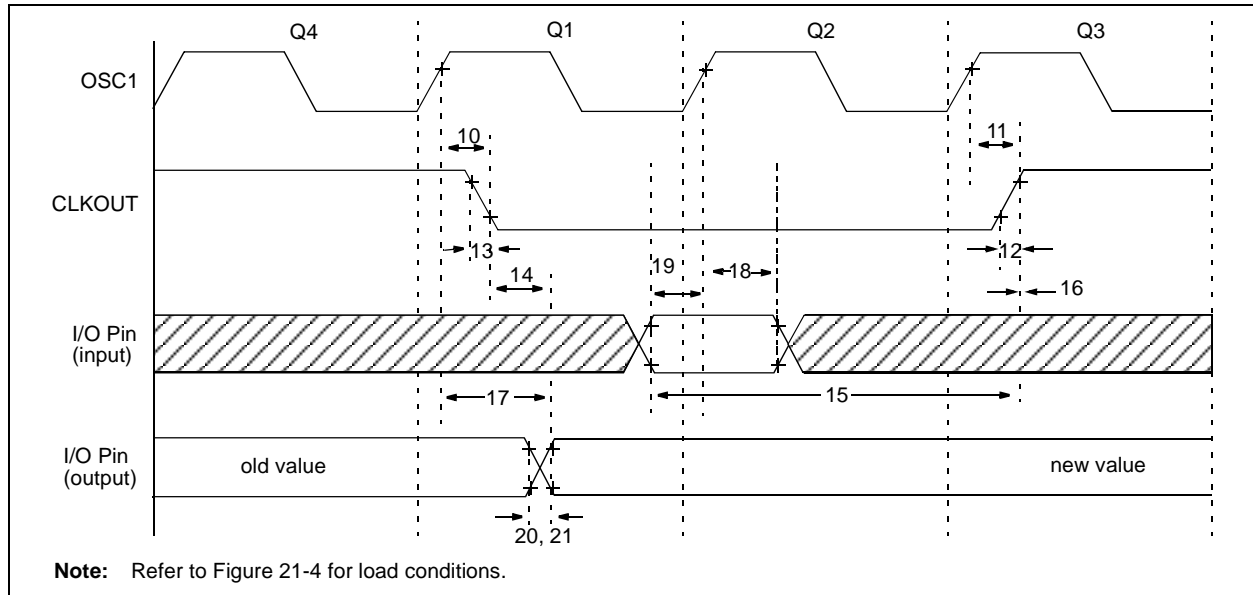 Q4 Q1 Q2 Q3
OSC1
10 11
CLKOUT
13 12
14 19 18 16
I/O Pin
(input)
17 15
I/O Pin
(output)
old value new value
20, 21
Note: Refer to Figure 21-4 for load conditions.